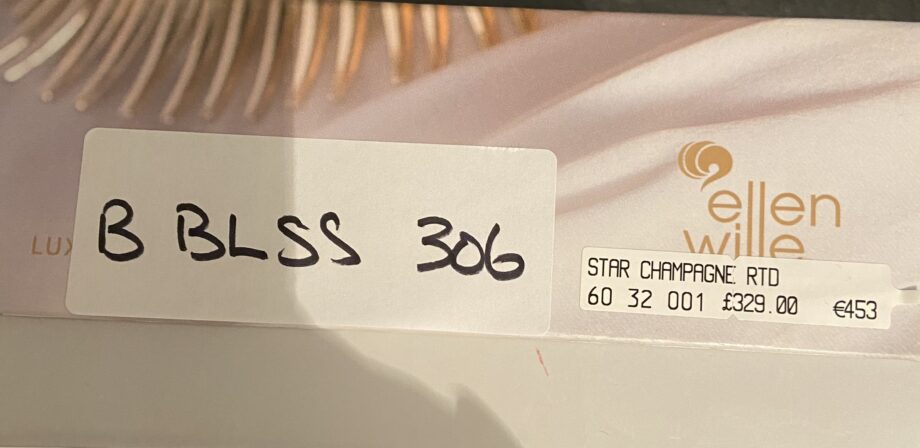 ellen
wille
LUX
B BLSS 306
STAR CHAMPAGNE RTD
60 32 001 £329.00 €453